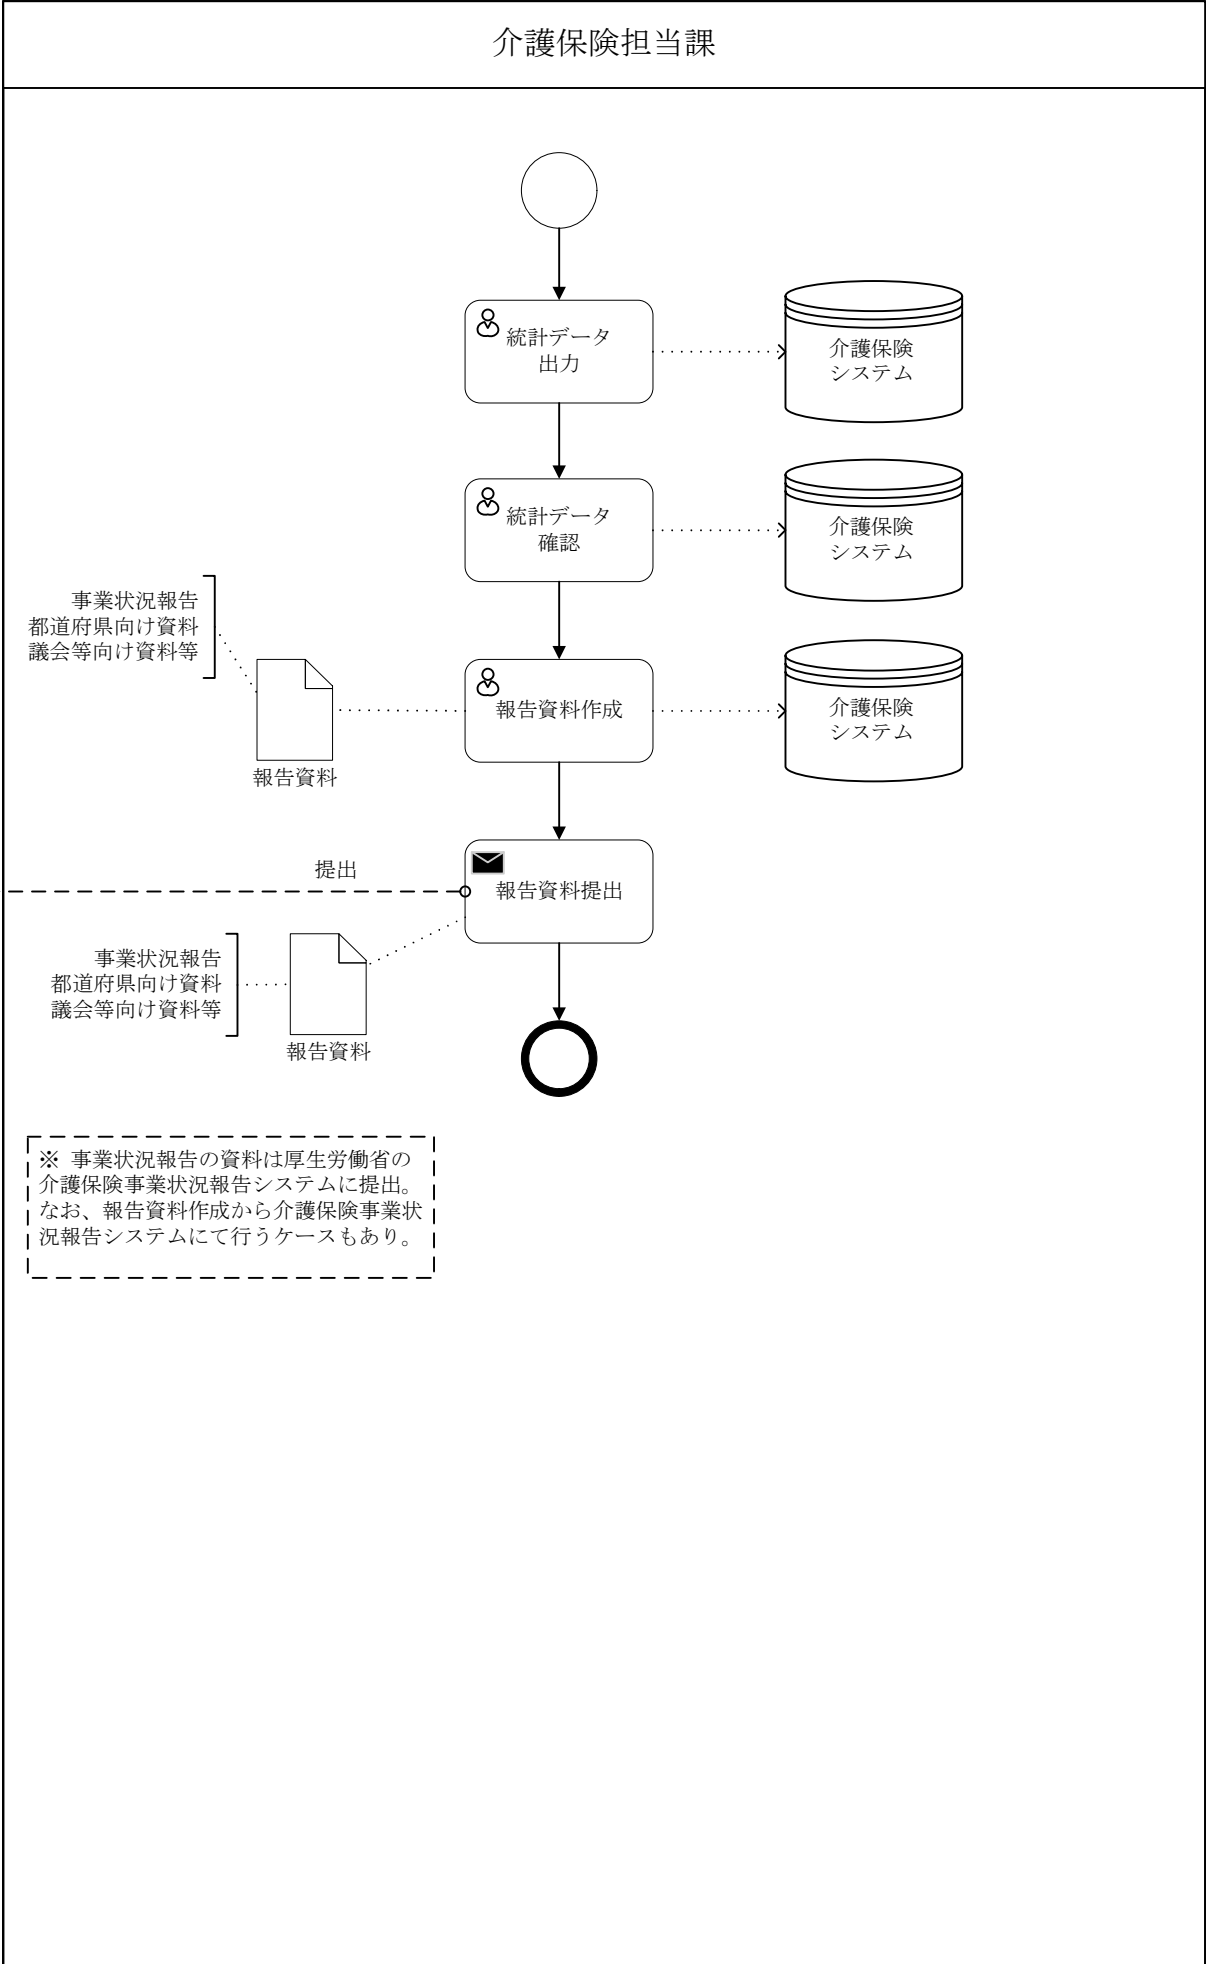 介護保険担当課
統計データ
出力
介護保険
システム
統計データ
確認
介護保険
システム
事業状況報告
都道府県向け資料
議会等向け資料等
報告資料
報告資料作成
介護保険
システム
提出
報告資料提出
事業状況報告
都道府県向け資料
議会等向け資料等
報告資料
※ 事業状況報告の資料は厚生労働省の
介護保険事業状況報告システムに提出。
なお、報告資料作成から介護保険事業状
況報告システムにて行うケースもあり。